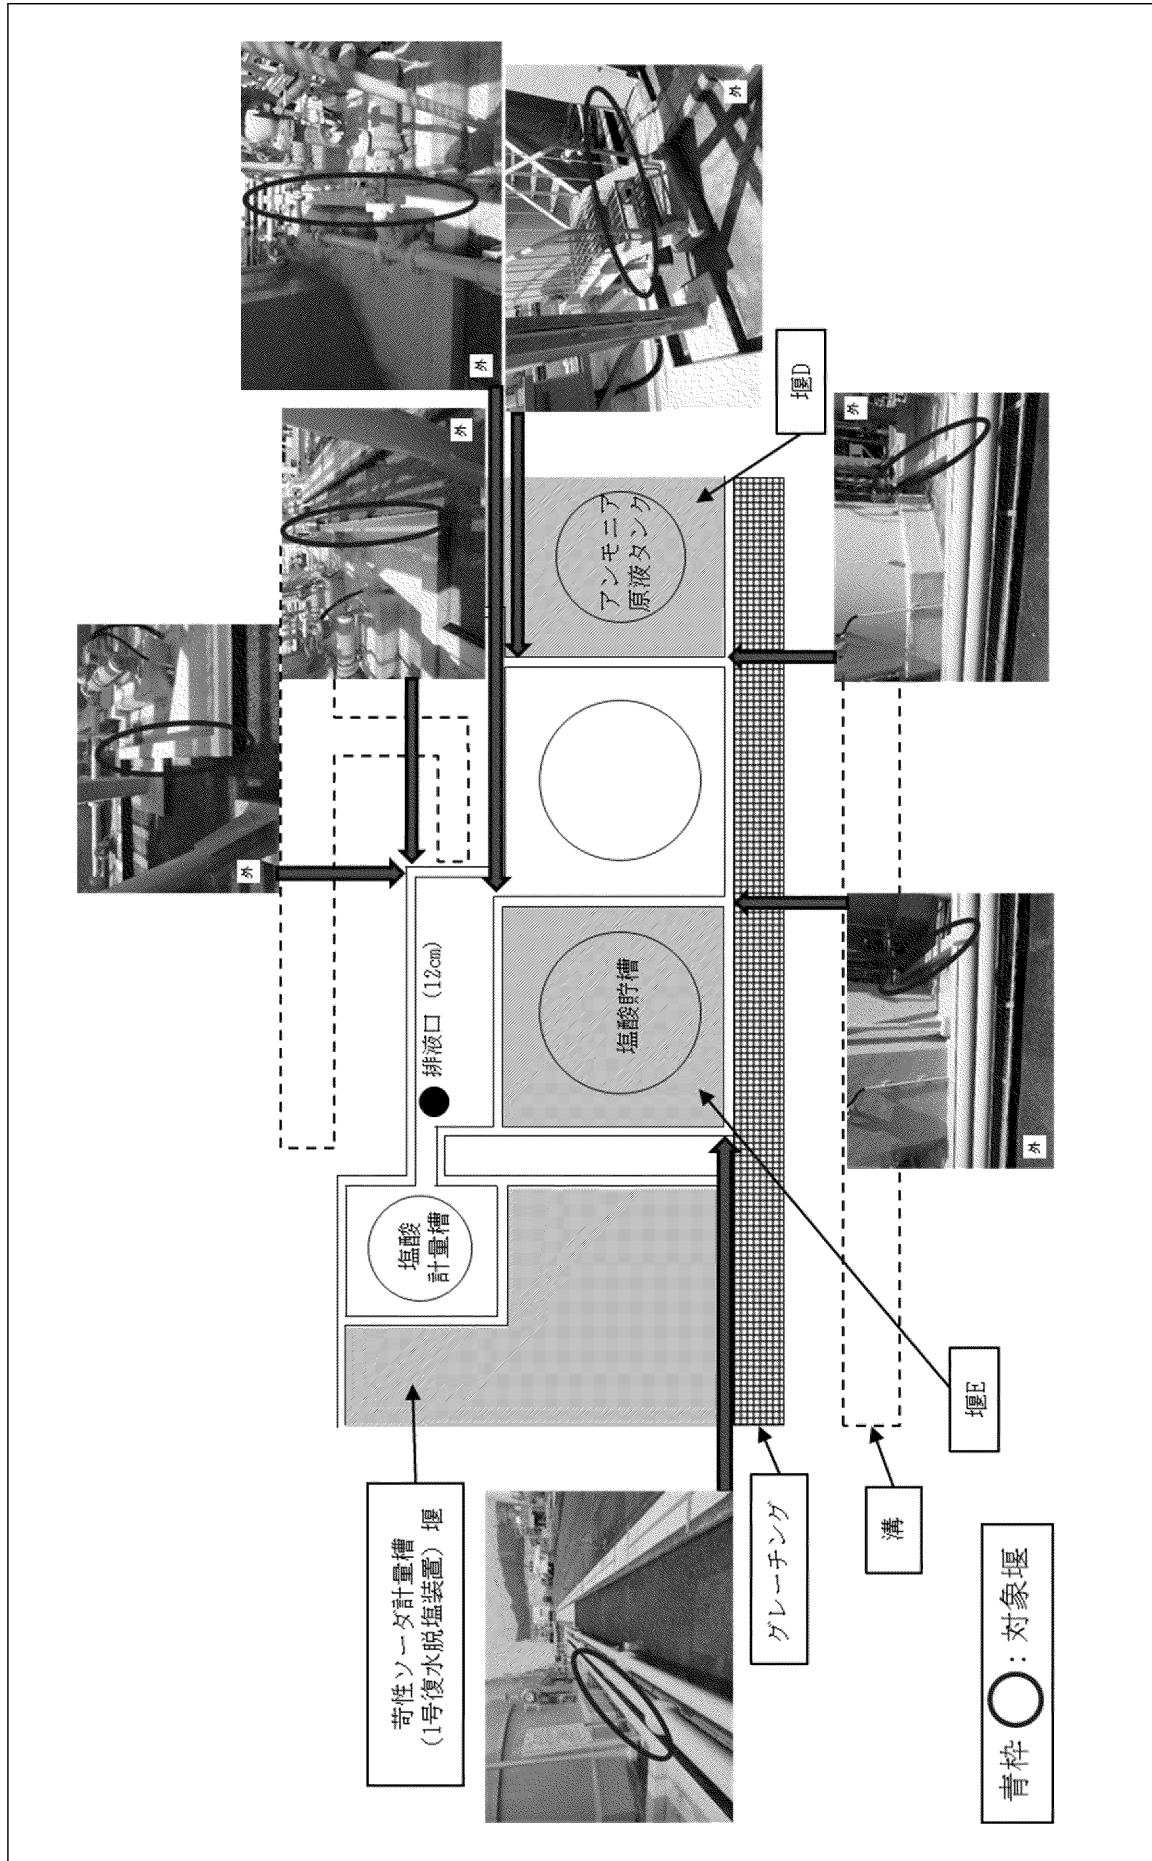 外
外
外
外
外
外
堰D
アンモニア
原液タンク
排液口 (12cm)
塩酸貯槽
塩酸
計量槽
堰E
苛性ソーダ計量槽
(1号復水脱塩装置) 堰
グレーチング
溝
青枠 : 対象堰